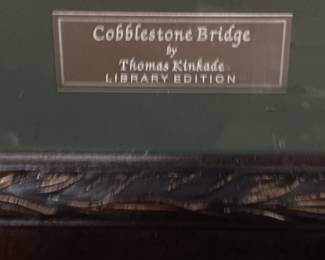 Cobblestone Bridge
by
Thomas Kinkade
LIBRARY EDITION